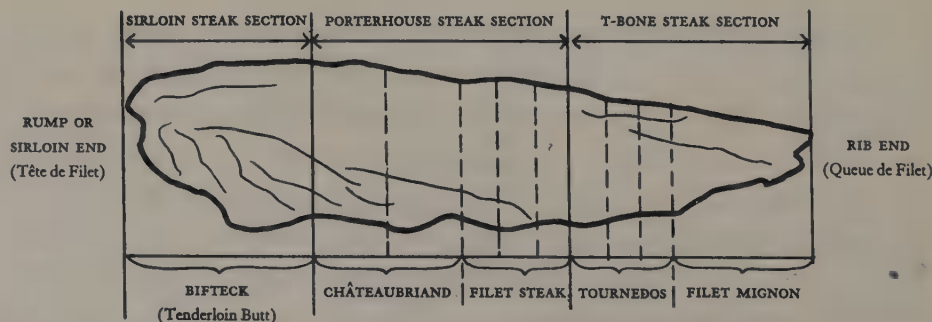 SIRLOIN STEAK SECTION
PORTERHOUSE STEAK SECTION
T-BONE STEAK SECTION
RUMP OR
SIRLOIN END
(Tête de Filet)
RIB END
(Queue de Filet)
BIFTECK
(Tenderloin Butt)
CHÂTEAUBRIAND
FILET STEAK
TOURNEDOS
FILET MIGNON